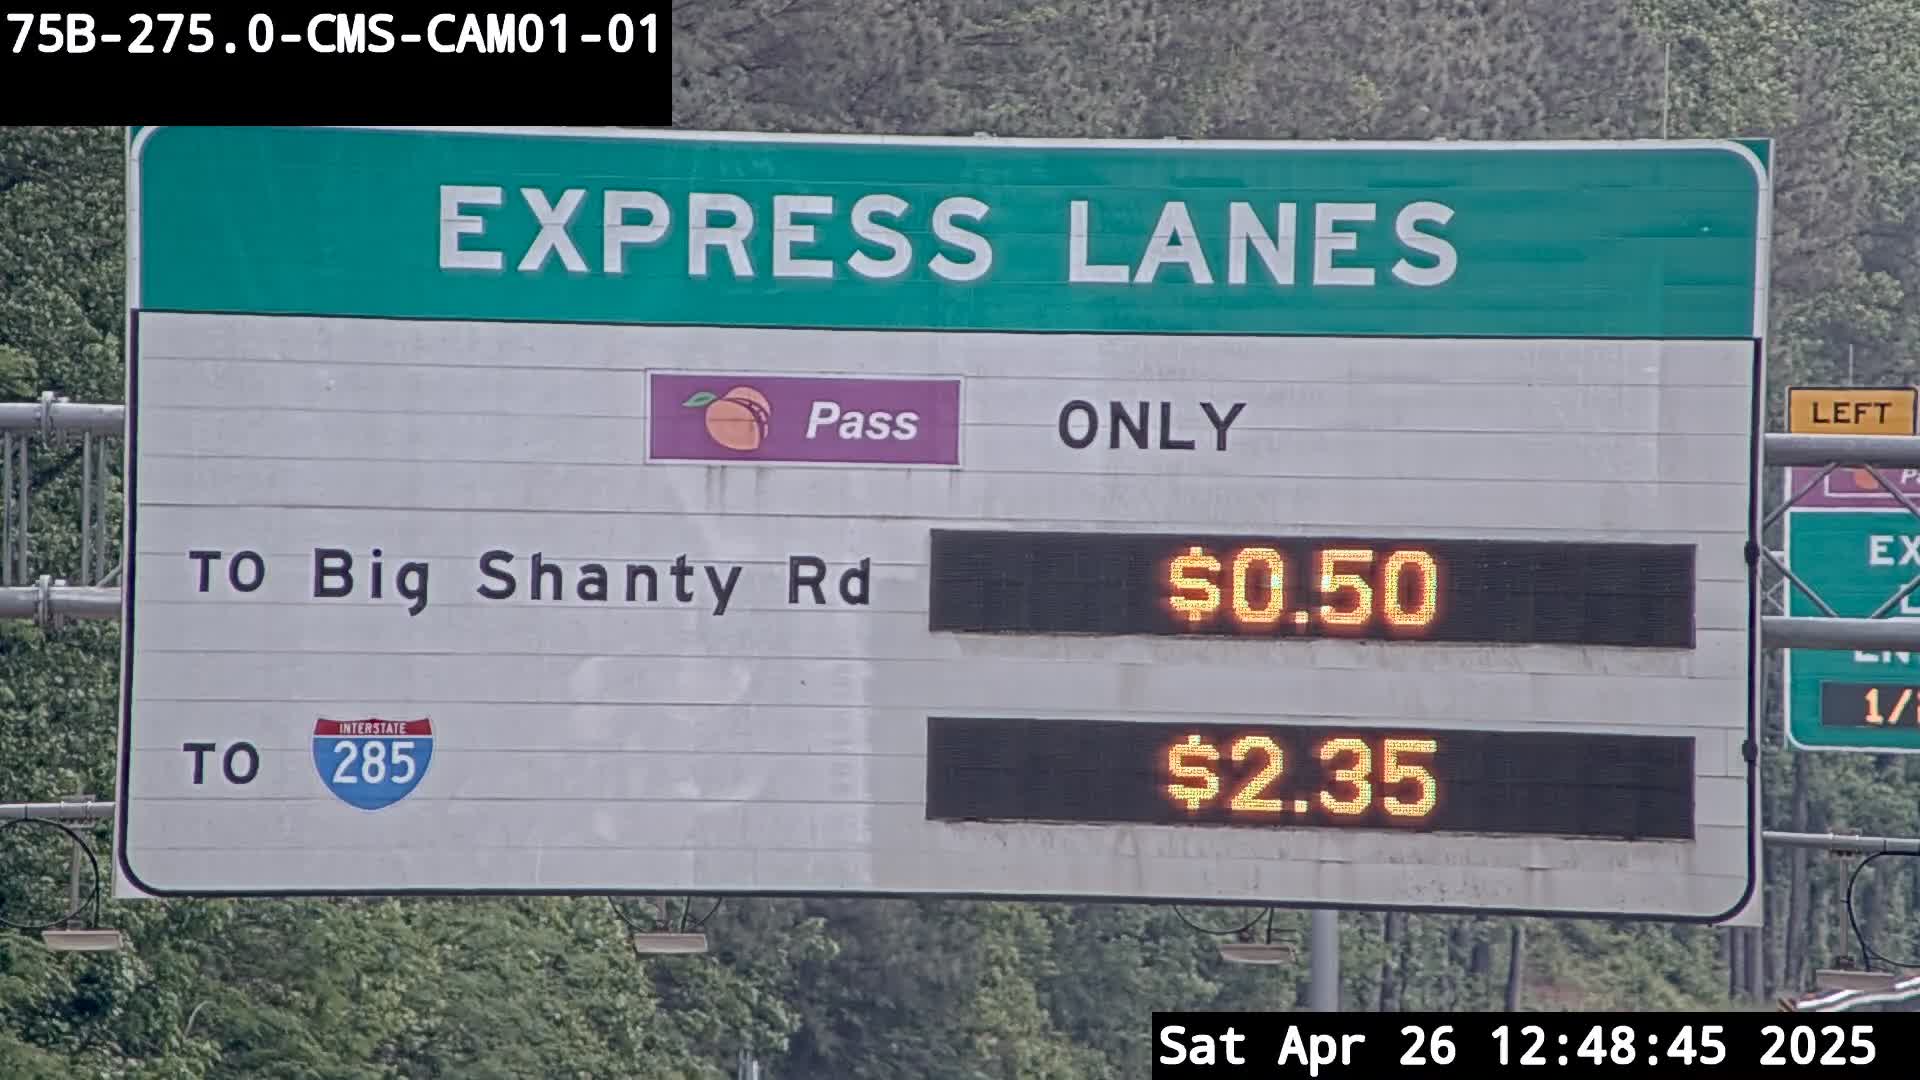 75B-275.0-CMS-CAM01-01
EXPRESS LANES
Pass ONLY
TO Big Shanty Rd $0.50
TO INTERSTATE 285 $2.35
LEFT
Sat Apr 26 12:48:45 2025